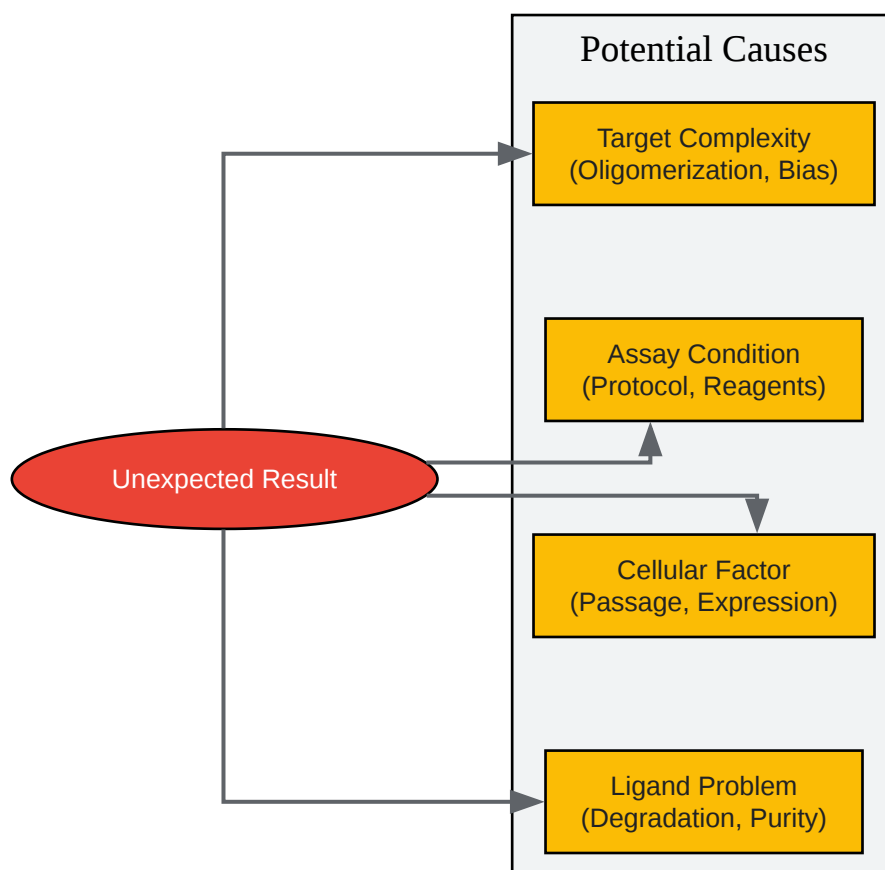 Potential Causes
Target Complexity
(Oligomerization, Bias)
Assay Condition
(Protocol, Reagents)
Unexpected Result
Cellular Factor
(Passage, Expression)
Ligand Problem
(Degradation, Purity)